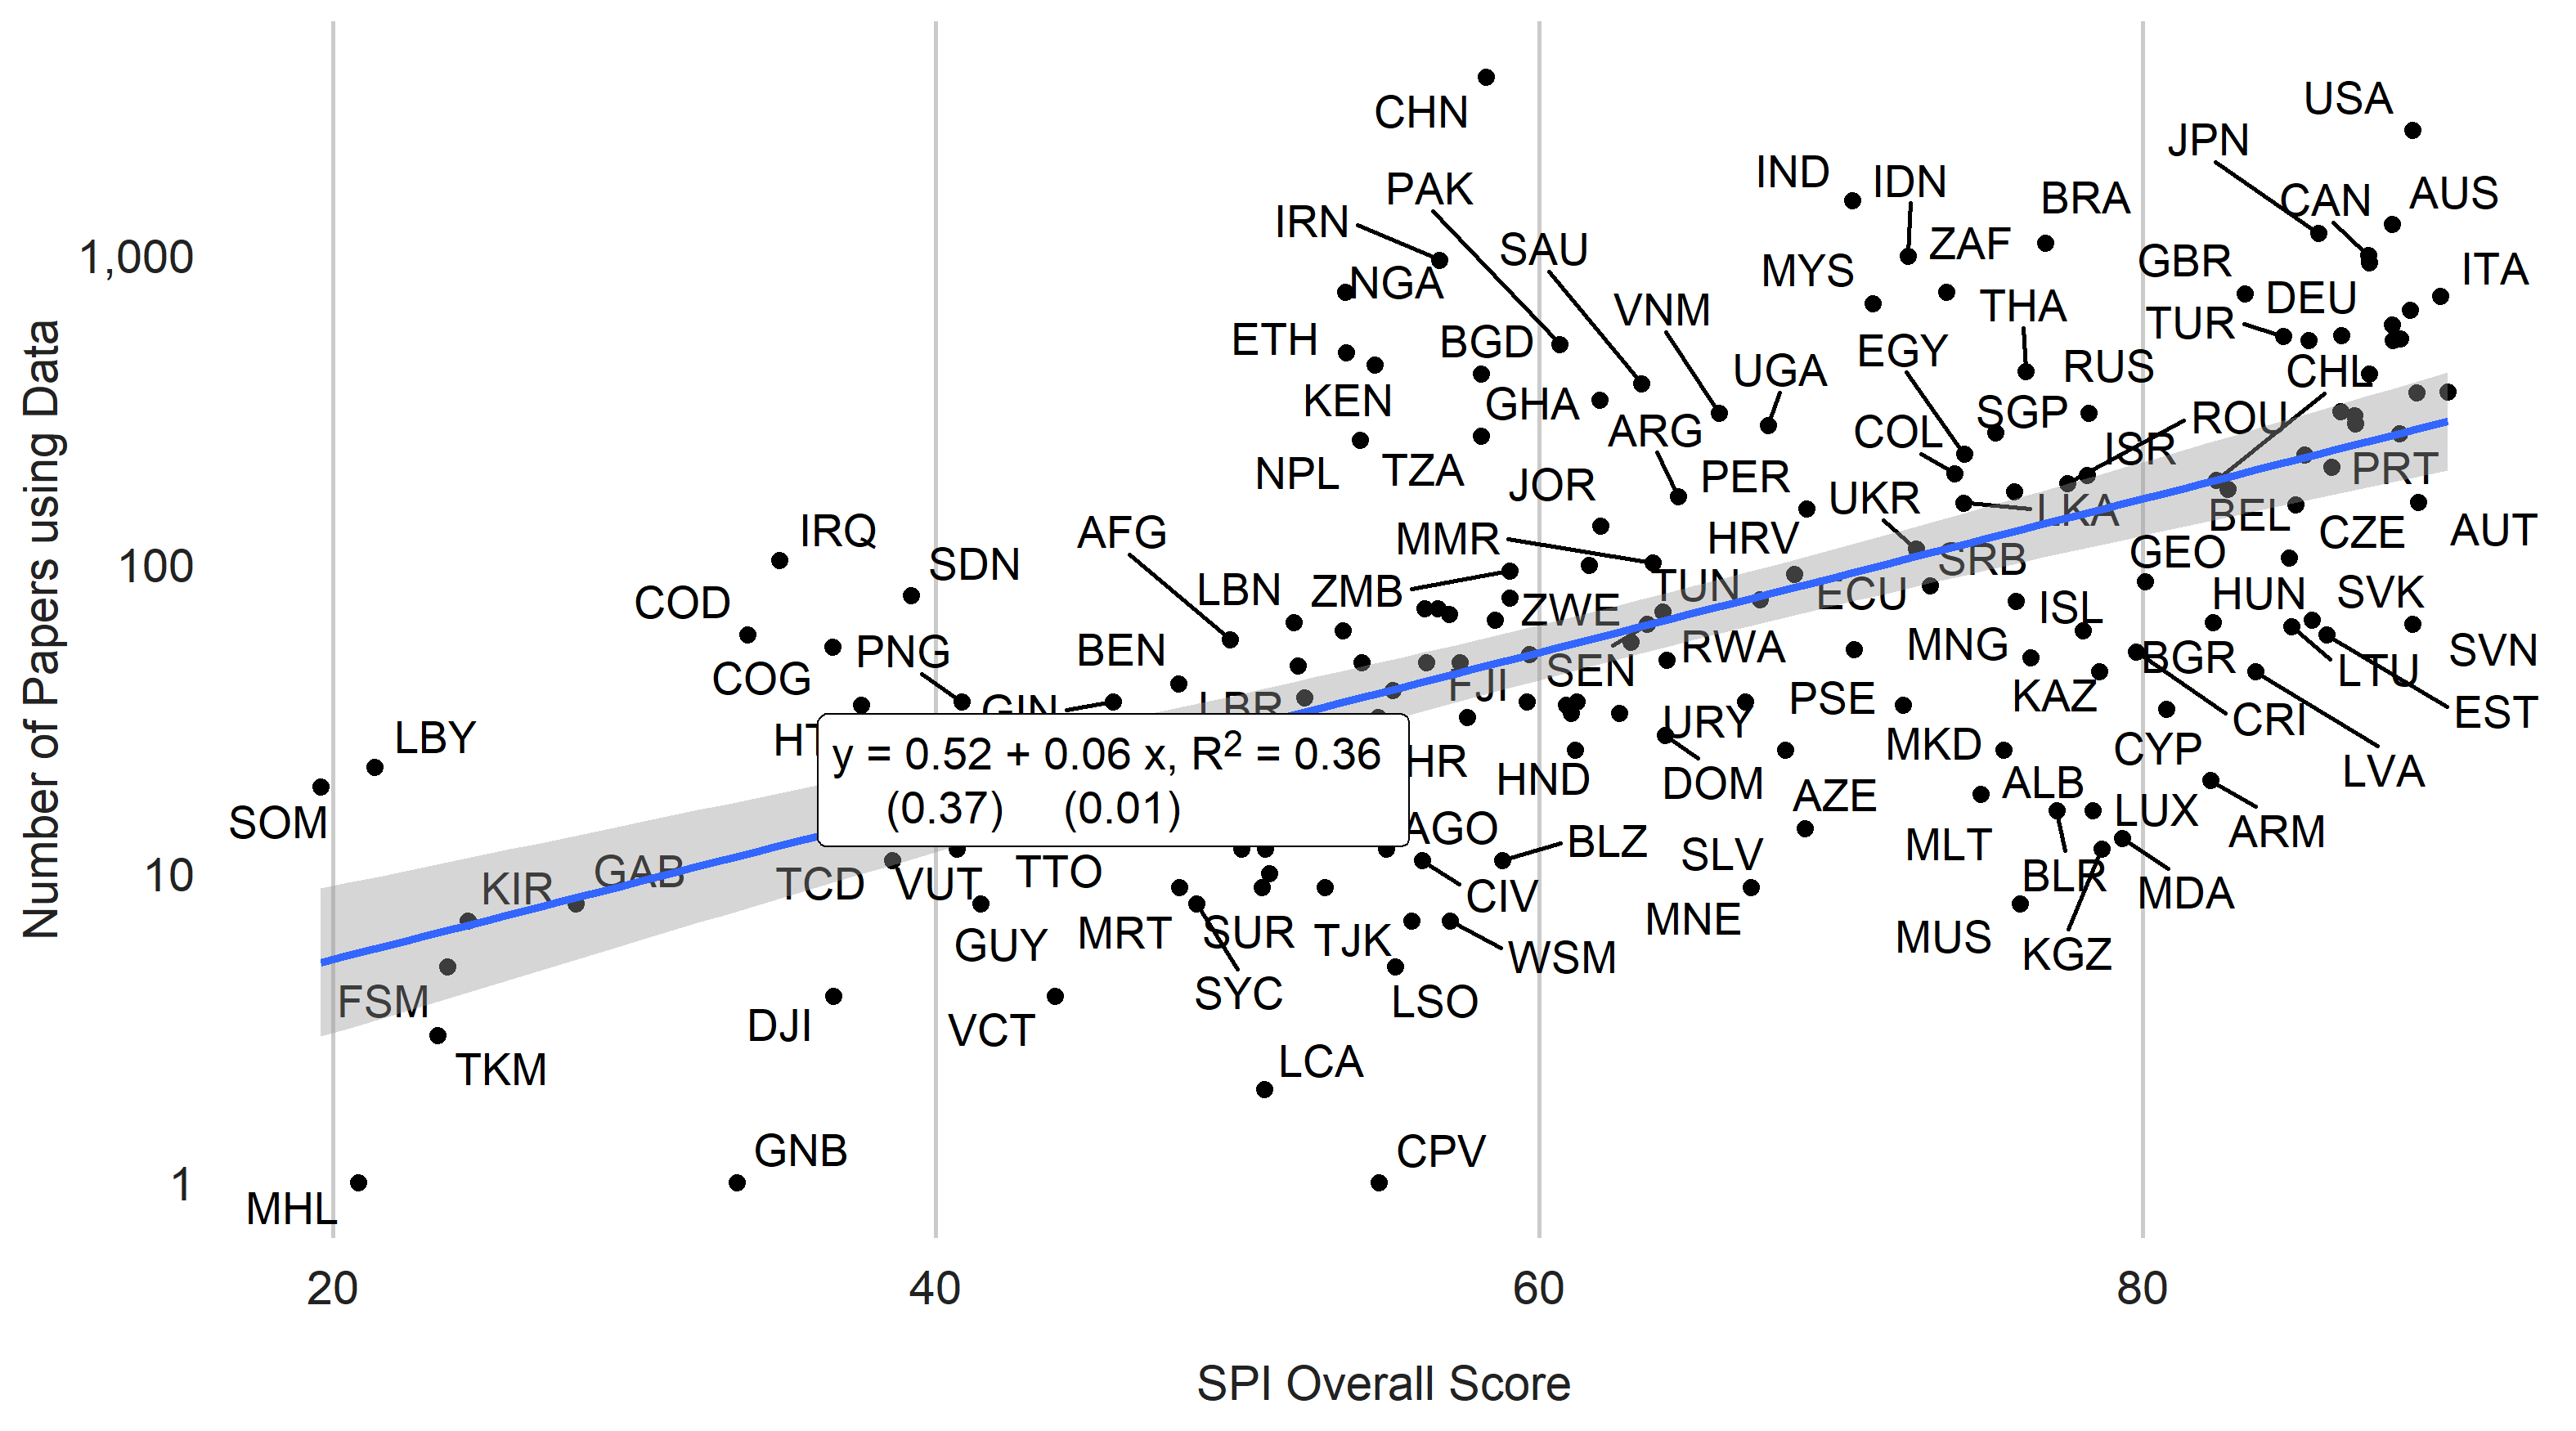 USA
CHN
JPN
PAK
IND
IDN
BRA
CAN
AUS
IRN
SAU
ZAF
1,000
NGA
MYS
GBR
ITA
VNM
THA
DEU
TUR
ETH
BGD
EGY
UGA
RUS
CHL
KEN
GHA
SGP
ROU
ARG
COL
ISR
NPL
TZA
JOR
PER
UKR
PRT
LKA
BEL
IRQ
AFG
MMR
HRV
CZE
AUT
100
SDN
SRB
GEO
COD
LBN
ZMB
TUN
ECU
HUN
SVK
ZWE
ISL
PNG
BEN
RWA
MNG
BGR
SVN
COG
SEN
LTU
LBR
FJI
PSE
KAZ
GIN
EST
URY
CRI
LBY
MKD
CYP
y = 0.52 + 0.06 x, R2 = 0.36
(0.37) (0.01)
HND
DOM
AZE
ALB
LVA
SOM
LUX
ARM
AGO
BLZ
SLV
MLT
10
KIR
GAB
TCD
VUT
TTO
CIV
BLR
MDA
MNE
GUY
MRT
SUR
TJK
WSM
MUS
KGZ
FSM
SYC
LSO
DJI
VCT
TKM
LCA
GNB
CPV
1
MHL
20 40 60 80
SPI Overall Score
Number of Papers using Data